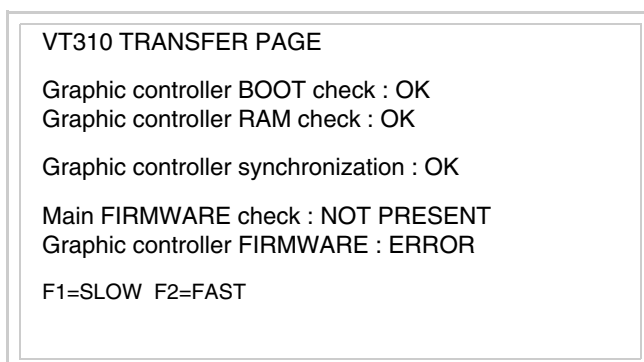 VT310 TRANSFER PAGE
Graphic controller BOOT check : OK
Graphic controller RAM check : OK
Graphic controller synchronization : OK
Main FIRMWARE check : NOT PRESENT
Graphic controller FIRMWARE : ERROR
F1=SLOW  F2=FAST